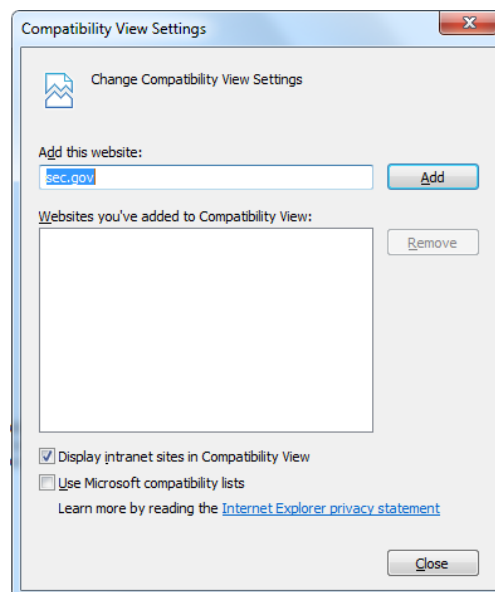 Compatibility View Settings
Change Compatibility View Settings
Add this website:
sec.gov
Add
Websites you've added to Compatibility View:
Remove
Display intranet sites in Compatibility View
Use Microsoft compatibility lists
Learn more by reading the Internet Explorer privacy statement
Close